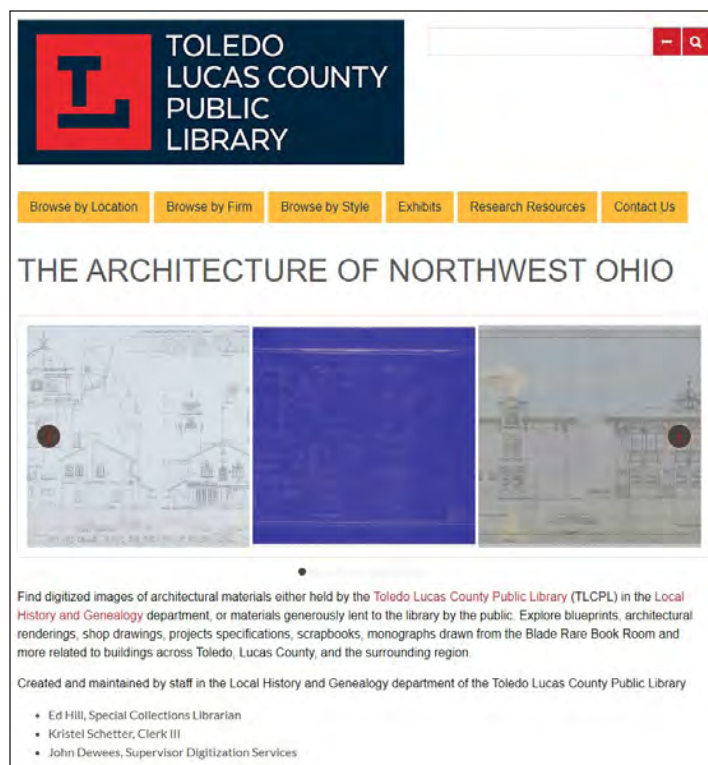 TOLEDO
LUCAS COUNTY
PUBLIC
LIBRARY
Browse by Location
Browse by Firm
Browse by Style
Exhibits
Research Resources
Contact Us
THE ARCHITECTURE OF NORTHWEST OHIO
Find digitized images of architectural materials either held by the Toledo Lucas County Public Library (TLCPL) in the Local
History and Genealogy department, or materials generously lent to the library by the public. Explore blueprints, architectural
renderings, shop drawings, projects specifications, scrapbooks, monographs drawn from the Blade Rare Book Room and
more related to buildings across Toledo, Lucas County, and the surrounding region.
Created and maintained by staff in the Local History and Genealogy department of the Toledo Lucas County Public Library
• Ed Hill, Special Collections Librarian
• Kristel Schetter, Clerk III
• John Dewees, Supervisor Digitization Services